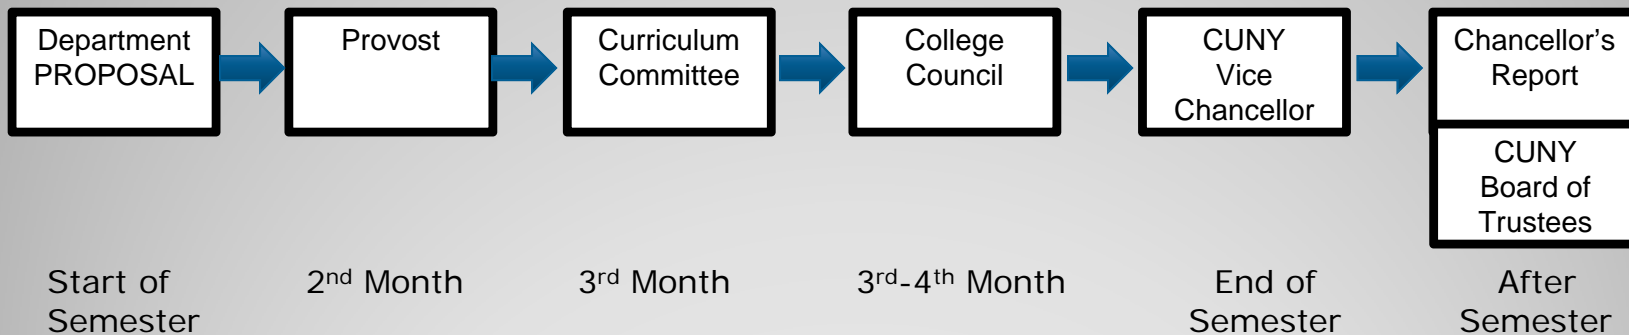 Department
PROPOSAL
Provost
Curriculum
Committee
College
Council
CUNY
Vice
Chancellor
Chancellor's
Report
CUNY
Board of
Trustees
Start of
Semester
2nd Month
3rd Month
3rd-4th Month
End of
Semester
After
Semester